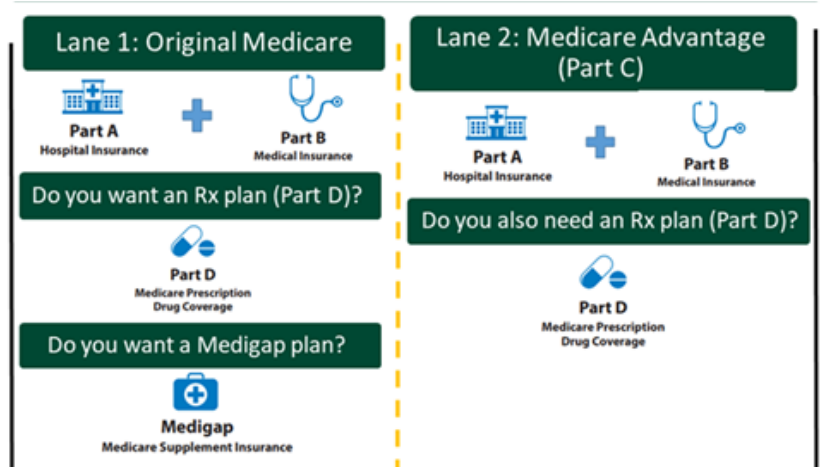 Lane 1: Original Medicare
Part A
Hospital Insurance
Part B
Medical Insurance
Do you want an Rx plan (Part D)?
Part D
Medicare Prescription
Drug Coverage
Do you want a Medigap plan?
Medigap
Medicare Supplement Insurance
Lane 2: Medicare Advantage
(Part C)
Part A
Hospital Insurance
Part B
Medical Insurance
Do you also need an Rx plan (Part D)?
Part D
Medicare Prescription
Drug Coverage